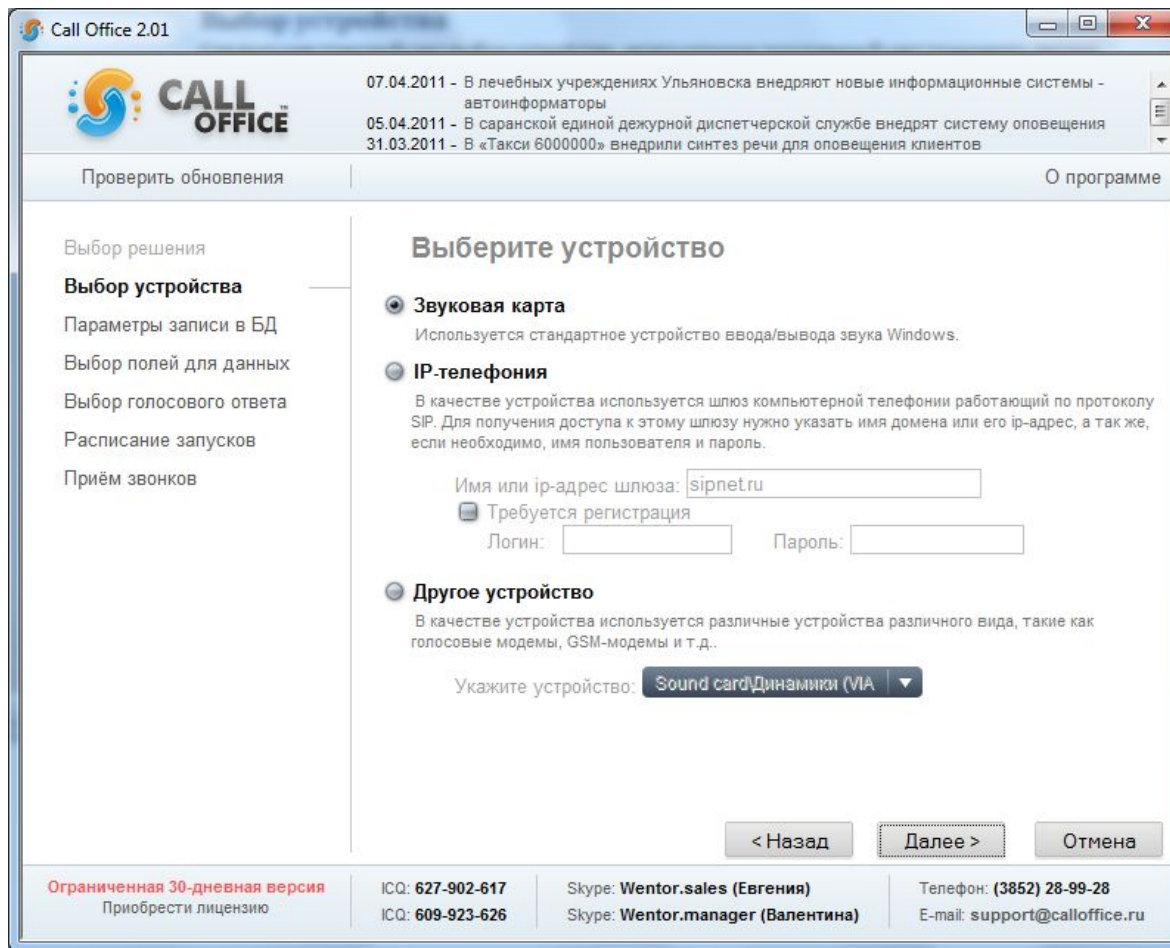 Call Office 2.01
CALL OFFICE™
07.04.2011 - В лечебных учреждениях Ульяновска внедряют новые информационные системы -
автоинформаторы
05.04.2011 - В саранской единой дежурной диспетчерской службе внедрят систему оповещения
31.03.2011 - В «Такси 6000000» внедрили синтез речи для оповещения клиентов
Проверить обновления
О программе
Выбор решения
Выбор устройства
Параметры записи в БД
Выбор полей для данных
Выбор голосового ответа
Расписание запусков
Приём звонков
Выберите устройство
Звуковая карта
Используется стандартное устройство ввода/вывода звука Windows.
IP-телефония
В качестве устройства используется шлюз компьютерной телефонии работающий по протоколу
SIP. Для получения доступа к этому шлюзу нужно указать имя домена или его ip-адрес, а так же,
если необходимо, имя пользователя и пароль.
Имя или ip-адрес шлюза: sipnet.ru
Требуется регистрация
Логин: Пароль:
Другое устройство
В качестве устройства используется различные устройства различного вида, такие как
голосовые модемы, GSM-модемы и т.д..
Укажите устройство: Sound card\Динамики (VIA
< Назад Далее > Отмена
Ограниченная 30-дневная версия
Приобрести лицензию
ICQ: 627-902-617
ICQ: 609-923-626
Skype: Wentor.sales (Евгения)
Skype: Wentor.manager (Валентина)
Телефон: (3852) 28-99-28
E-mail: support@calloffice.ru